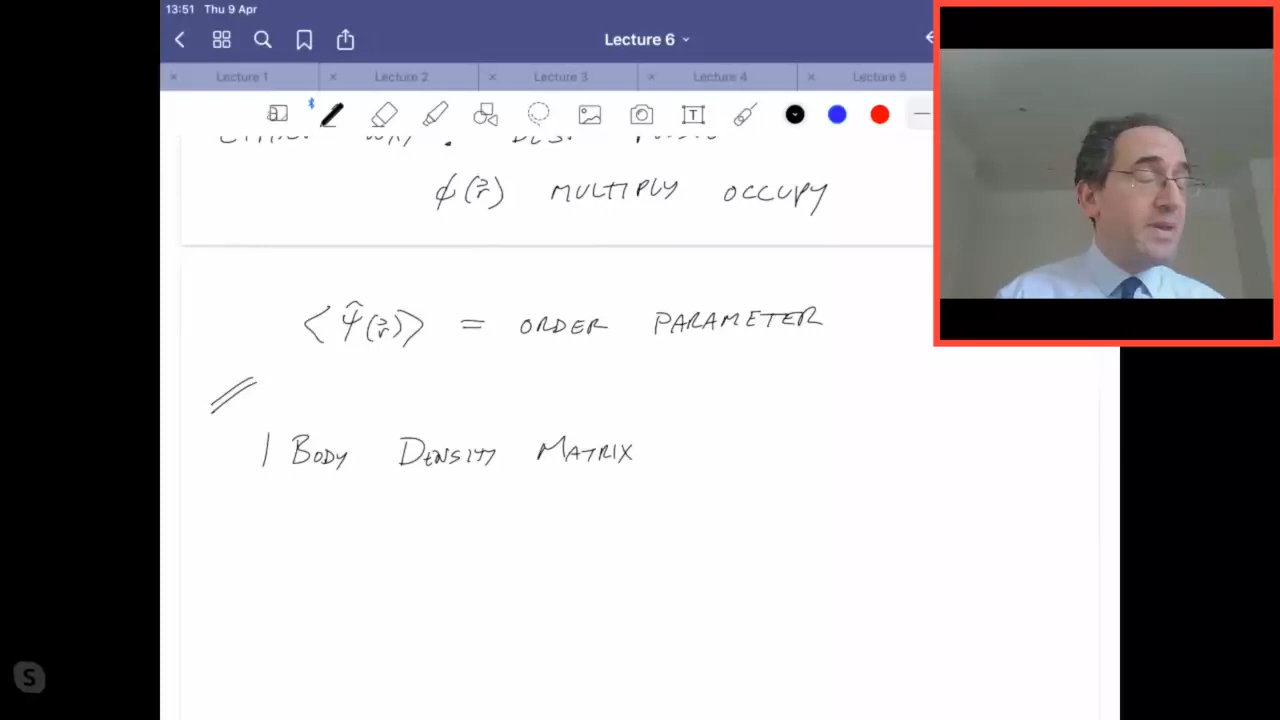 13:51 Thu 9 Apr
Lecture 6
Lecture 1 Lecture 2 Lecture 3 Lecture 4 Lecture 5
T
MULTIPLY OCCUPY
⟨ψ̂(r⃗)⟩ = ORDER PARAMETER
1 BODY DENSITY MATRIX
S